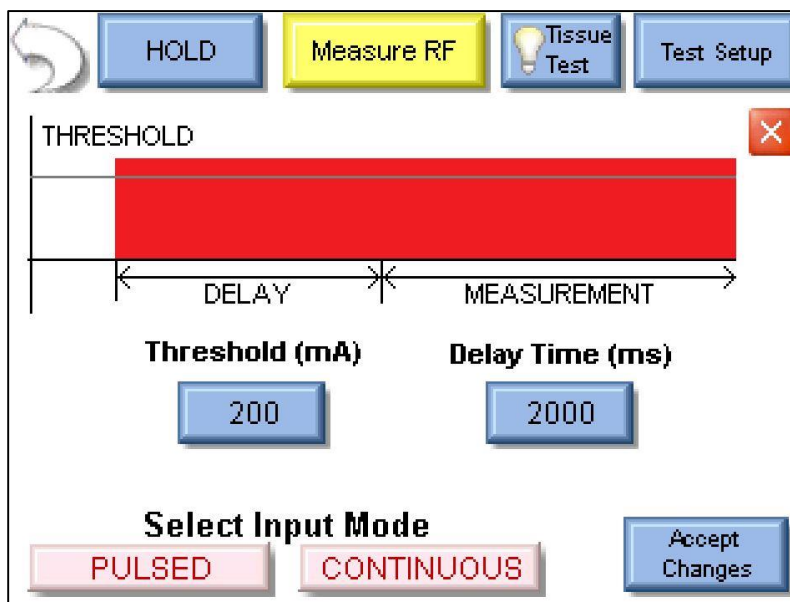 HOLD
Measure RF
Tissue
Test
Test Setup
THRESHOLD
DELAY
MEASUREMENT
Threshold (mA)
Delay Time (ms)
200
2000
Select Input Mode
PULSED
CONTINUOUS
Accept
Changes